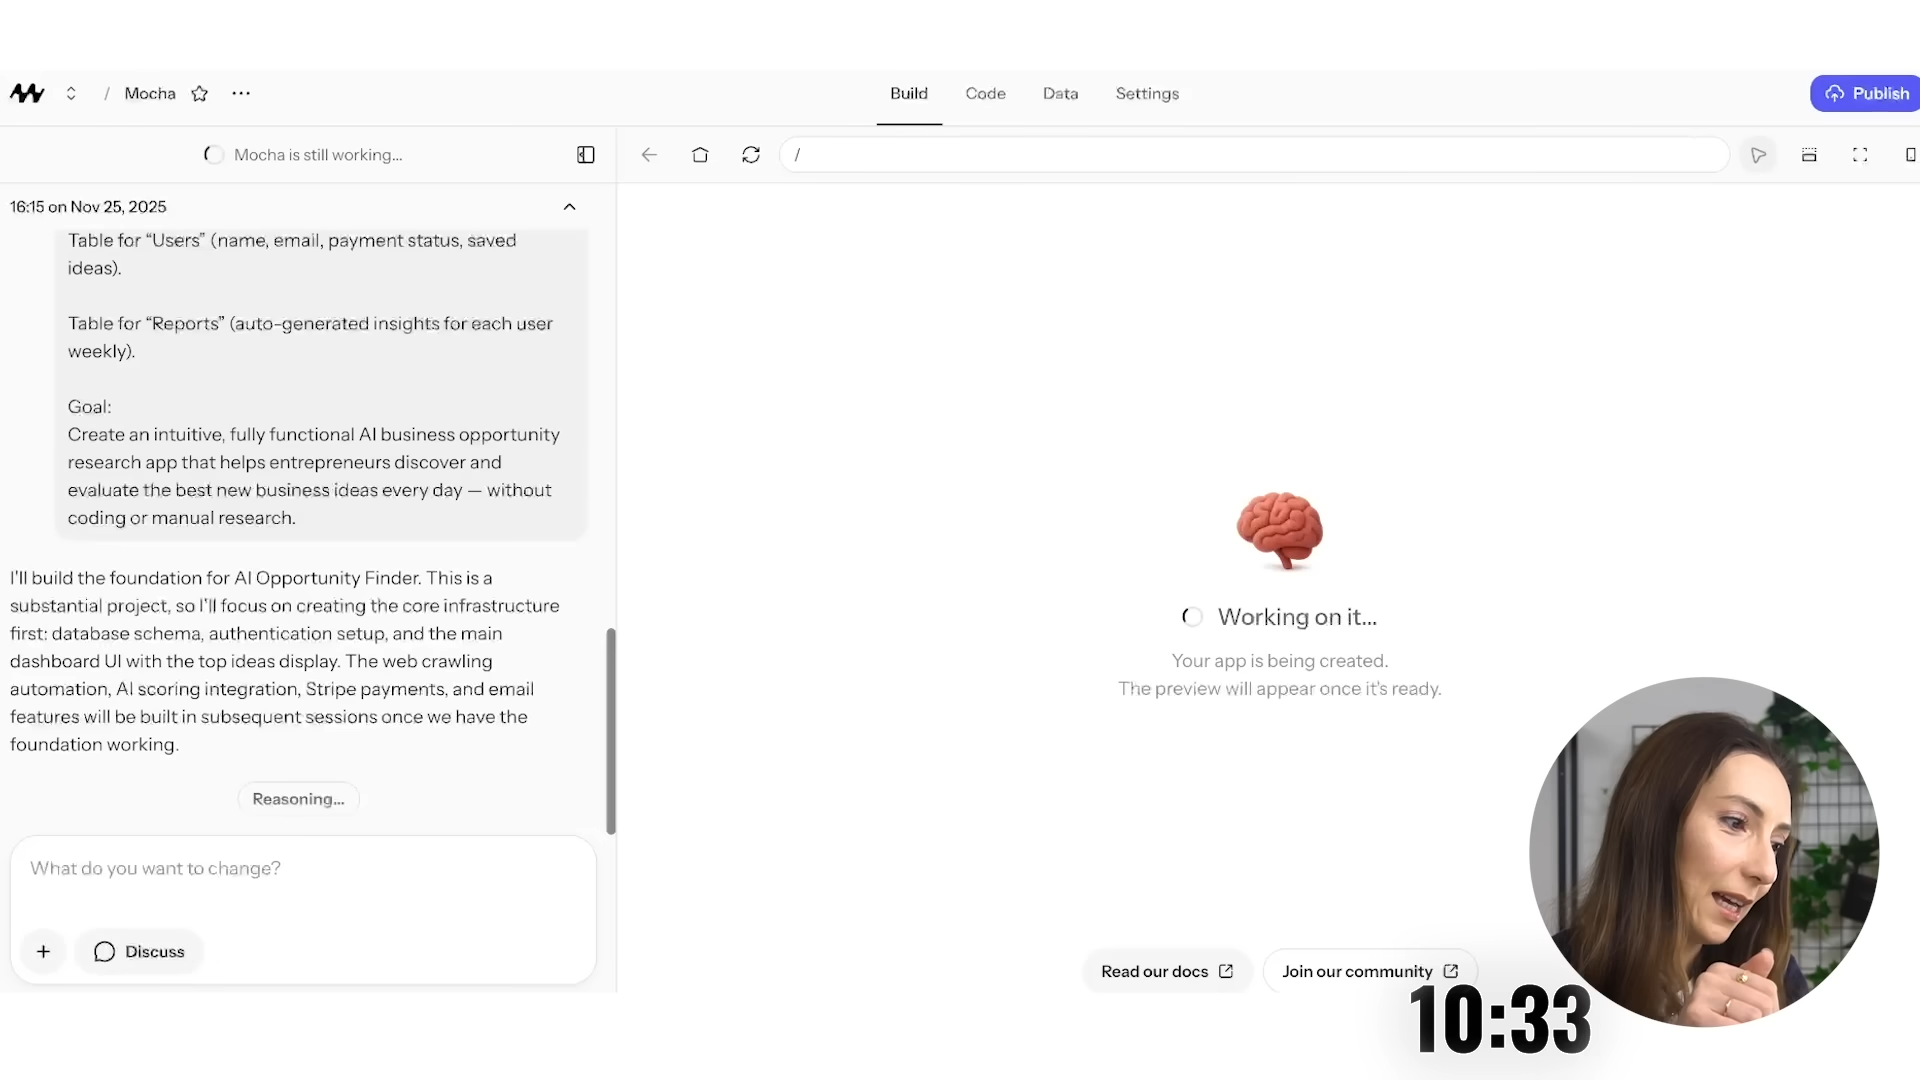 / Mocha
Build Code Data Settings
Publish
Mocha is still working...
/
16:15 on Nov 25, 2025
Table for “Users” (name, email, payment status, saved
ideas).
Table for “Reports” (auto-generated insights for each user
weekly).
Goal:
Create an intuitive, fully functional AI business opportunity
research app that helps entrepreneurs discover and
evaluate the best new business ideas every day — without
coding or manual research.
I'll build the foundation for AI Opportunity Finder. This is a
substantial project, so I'll focus on creating the core infrastructure
first: database schema, authentication setup, and the main
dashboard UI with the top ideas display. The web crawling
automation, AI scoring integration, Stripe payments, and email
features will be built in subsequent sessions once we have the
foundation working.
Reasoning...
What do you want to change?
+ Discuss
Working on it...
Your app is being created.
The preview will appear once it's ready.
Read our docs
Join our community
10:33